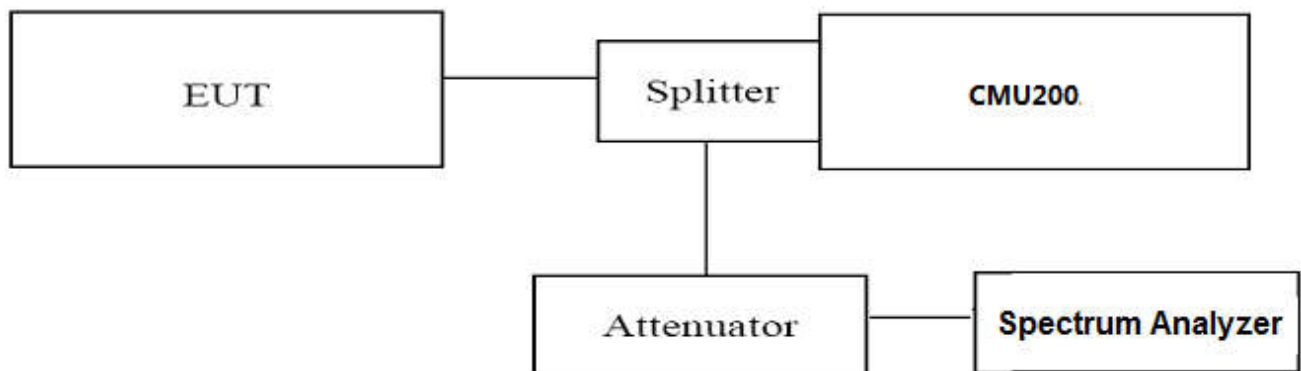 EUT
Splitter
CMU200.
Attenuator
Spectrum Analyzer